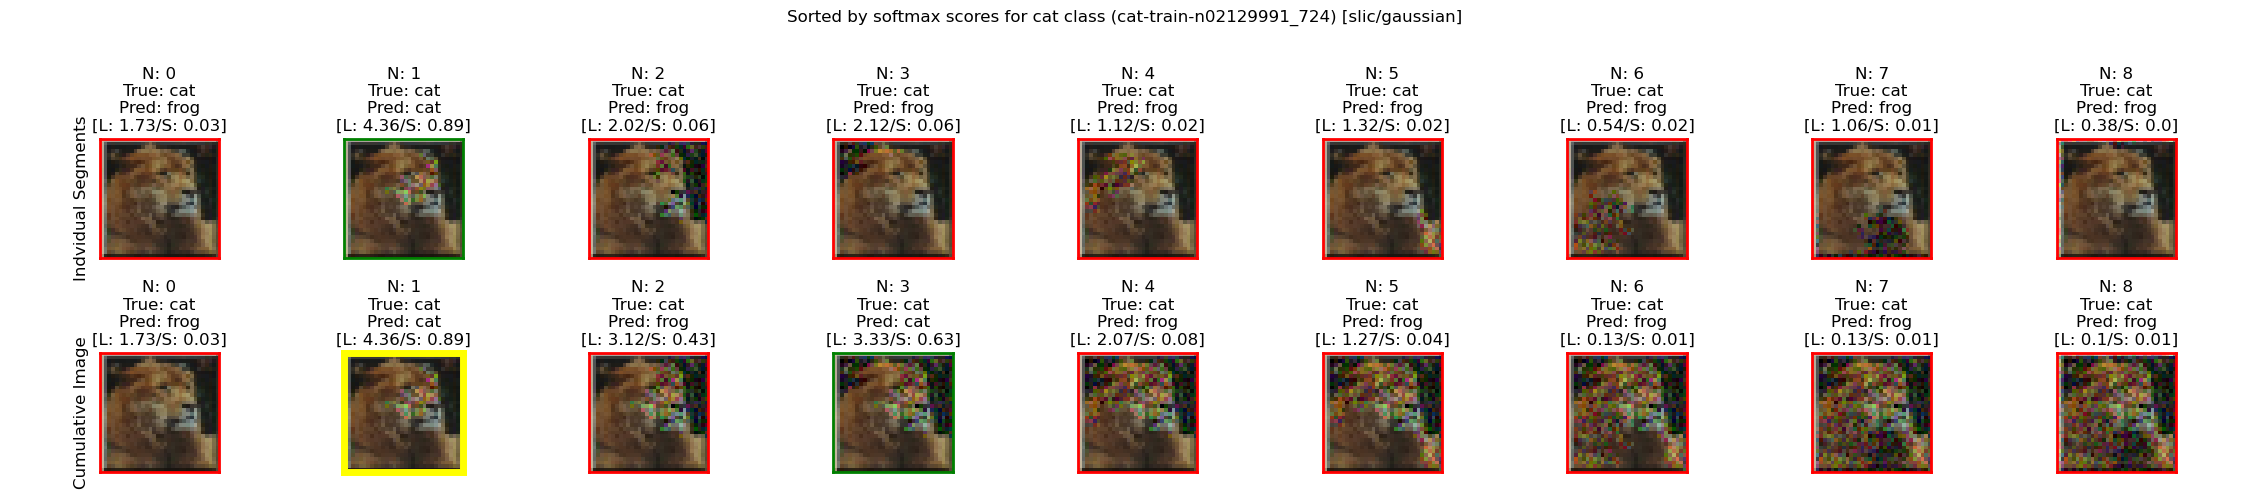 Sorted by softmax scores for cat class (cat-train-n02129991_724) [slic/gaussian]
Indvidual Segments
N: 0
True: cat
Pred: frog
[L: 1.73/S: 0.03]
N: 1
True: cat
Pred: cat
[L: 4.36/S: 0.89]
N: 2
True: cat
Pred: frog
[L: 2.02/S: 0.06]
N: 3
True: cat
Pred: frog
[L: 2.12/S: 0.06]
N: 4
True: cat
Pred: frog
[L: 1.12/S: 0.02]
N: 5
True: cat
Pred: frog
[L: 1.32/S: 0.02]
N: 6
True: cat
Pred: frog
[L: 0.54/S: 0.02]
N: 7
True: cat
Pred: frog
[L: 1.06/S: 0.01]
N: 8
True: cat
Pred: frog
[L: 0.38/S: 0.0]
Cumulative Image
N: 0
True: cat
Pred: frog
[L: 1.73/S: 0.03]
N: 1
True: cat
Pred: cat
[L: 4.36/S: 0.89]
N: 2
True: cat
Pred: frog
[L: 3.12/S: 0.43]
N: 3
True: cat
Pred: cat
[L: 3.33/S: 0.63]
N: 4
True: cat
Pred: frog
[L: 2.07/S: 0.08]
N: 5
True: cat
Pred: frog
[L: 1.27/S: 0.04]
N: 6
True: cat
Pred: frog
[L: 0.13/S: 0.01]
N: 7
True: cat
Pred: frog
[L: 0.13/S: 0.01]
N: 8
True: cat
Pred: frog
[L: 0.1/S: 0.01]